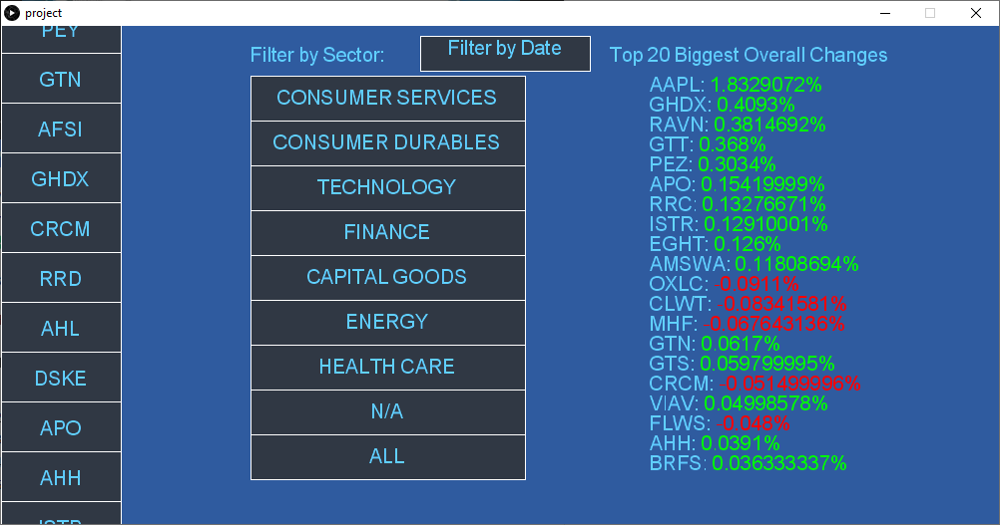 project
PEY
GTN
AFSI
GHDX
CRCM
RRD
AHL
DSKE
APO
AHH
ISTR
Filter by Sector:
Filter by Date
CONSUMER SERVICES
CONSUMER DURABLES
TECHNOLOGY
FINANCE
CAPITAL GOODS
ENERGY
HEALTH CARE
N/A
ALL
Top 20 Biggest Overall Changes
AAPL: 1.8329072%
GHDX: 0.4093%
RAVN: 0.3814692%
GTT: 0.368%
PEZ: 0.3034%
APO: 0.15419999%
RRC: 0.13276671%
ISTR: 0.12910001%
EGHT: 0.126%
AMSWA: 0.11808694%
OXLC: -0.0911%
CLWT: -0.08341581%
MHF: -0.067643136%
GTN: 0.0617%
GTS: 0.059799995%
CRCM: -0.051499996%
VIAV: 0.04998578%
FLWS: -0.048%
AHH: 0.0391%
BRFS: 0.036333337%